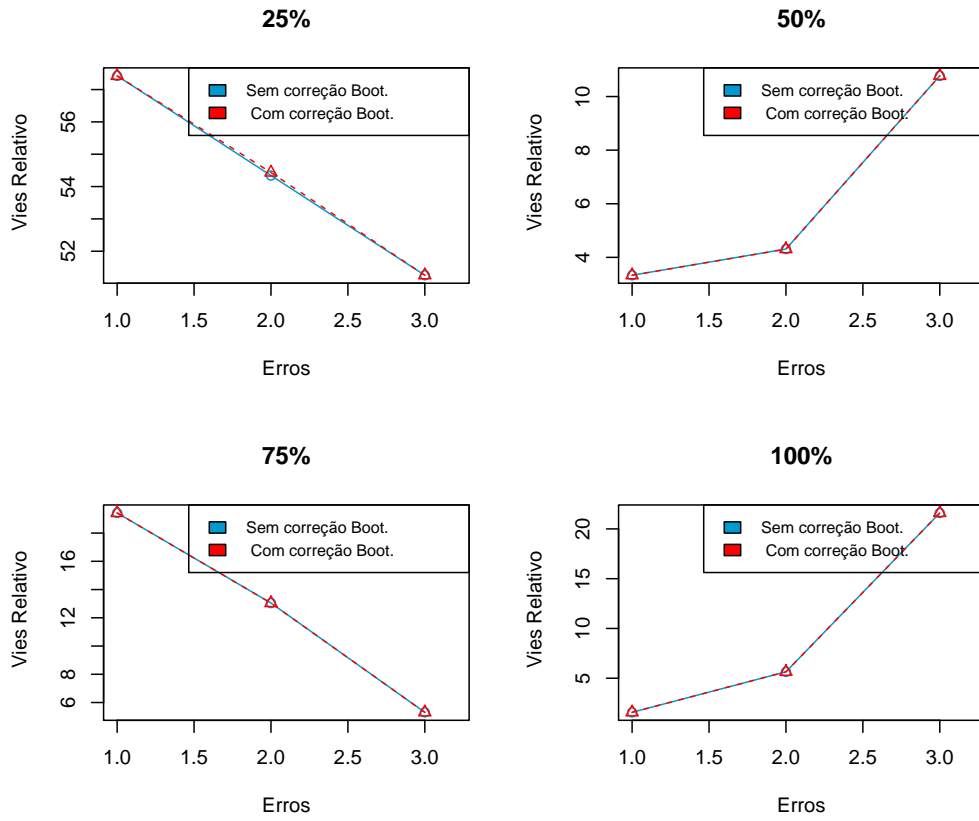 25%
Vies Relativo
52
54
56
Sem correção Boot.
Com correção Boot.
1.0
1.5
2.0
2.5
3.0
Erros
50%
Vies Relativo
4
6
8
10
Sem correção Boot.
Com correção Boot.
1.0
1.5
2.0
2.5
3.0
Erros
75%
Vies Relativo
6
8
12
16
Sem correção Boot.
Com correção Boot.
1.0
1.5
2.0
2.5
3.0
Erros
100%
Vies Relativo
5
10
15
20
Sem correção Boot.
Com correção Boot.
1.0
1.5
2.0
2.5
3.0
Erros